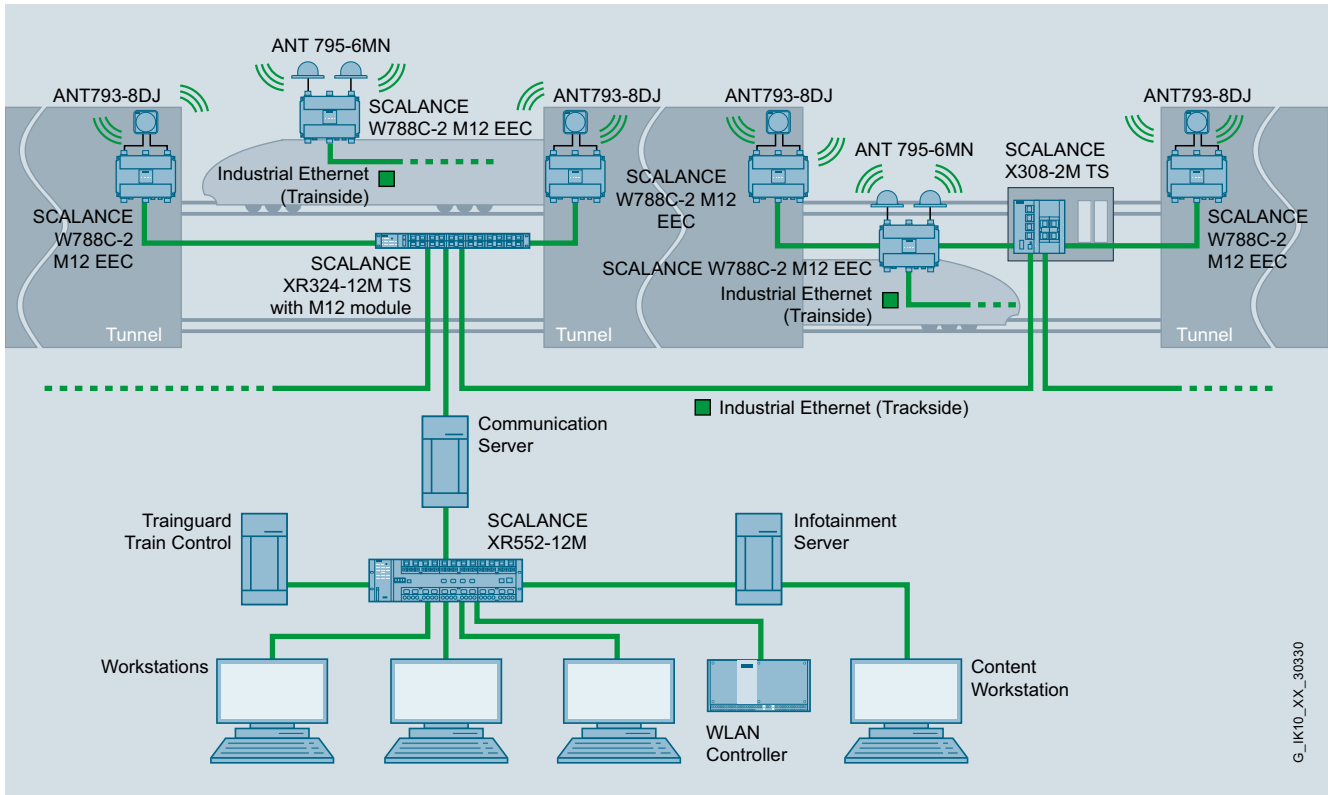 ANT 795-6MN
ANT793-8DJ
SCALANCE
W788C-2 M12 EEC
ANT793-8DJ
ANT793-8DJ
ANT793-8DJ
Industrial Ethernet
(Trainside)
ANT 795-6MN
SCALANCE
X308-2M TS
SCALANCE
W788C-2
M12 EEC
SCALANCE
W788C-2 M12
EEC
SCALANCE
W788C-2
M12 EEC
SCALANCE
XR324-12M TS
with M12 module
SCALANCE W788C-2 M12 EEC
Industrial Ethernet
(Trainside)
Tunnel
Tunnel
Tunnel
Industrial Ethernet (Trackside)
Communication
Server
Trainguard
Train Control
SCALANCE
XR552-12M
Infotainment
Server
Workstations
WLAN
Controller
Content
Workstation
G_IK10_XX_30330